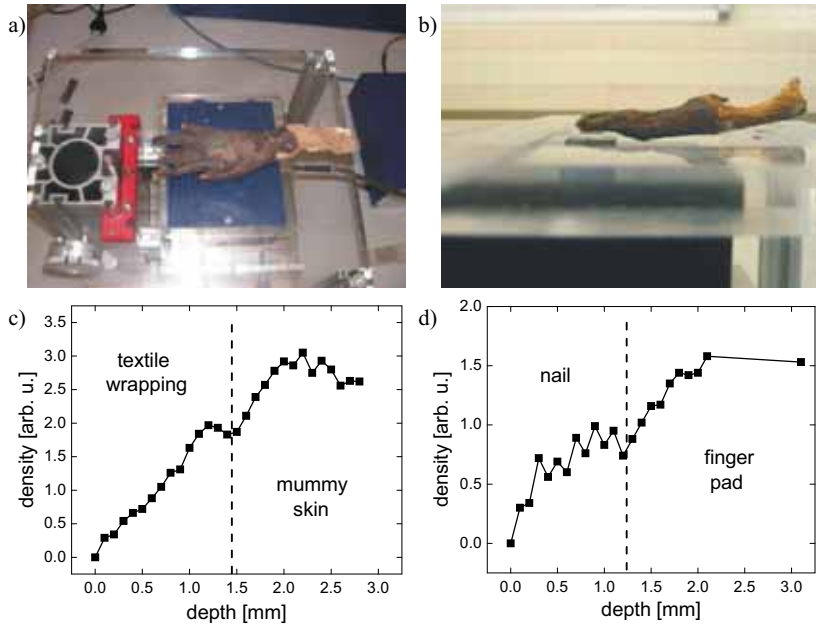 a)
b)
c)
3.5
3.0
2.5
2.0
1.5
1.0
0.5
0.0
density [arb. u.]
textile
wrapping
mummy
skin
0.0 0.5 1.0 1.5 2.0 2.5 3.0
depth [mm]
d)
2.0
1.5
1.0
0.5
0.0
density [arb. u.]
nail
finger
pad
0.0 0.5 1.0 1.5 2.0 2.5 3.0
depth [mm]